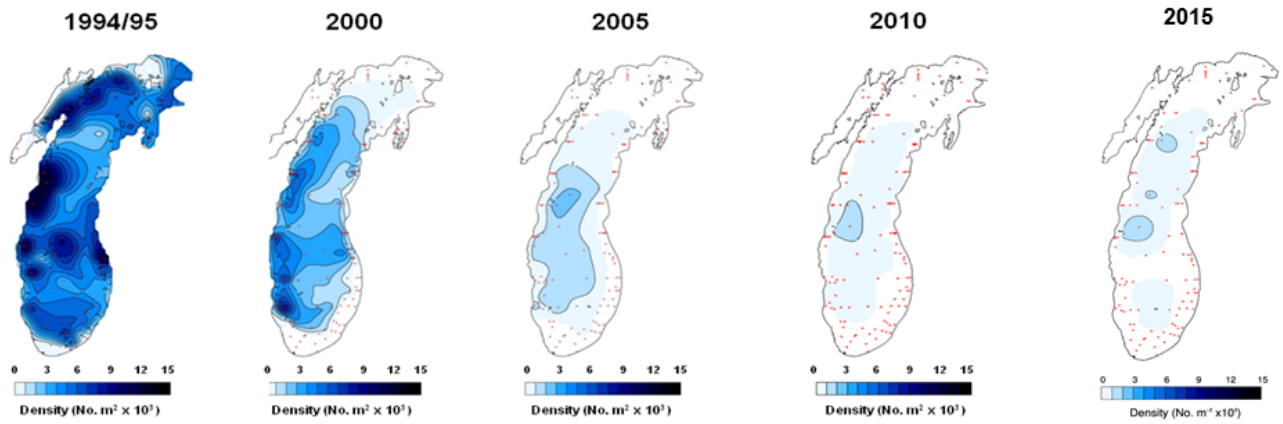 1994/95 2000 2005 2010 2015
0 3 6 9 12 15 0 3 6 9 12 15 0 3 6 9 12 15 0 3 6 9 12 15 0 3 6 9 12 15
Density (No. m² x 10³) Density (No. m² x 10³) Density (No. m² x 10³) Density (No. m² x 10³) Density (No. m⁻² x10³)